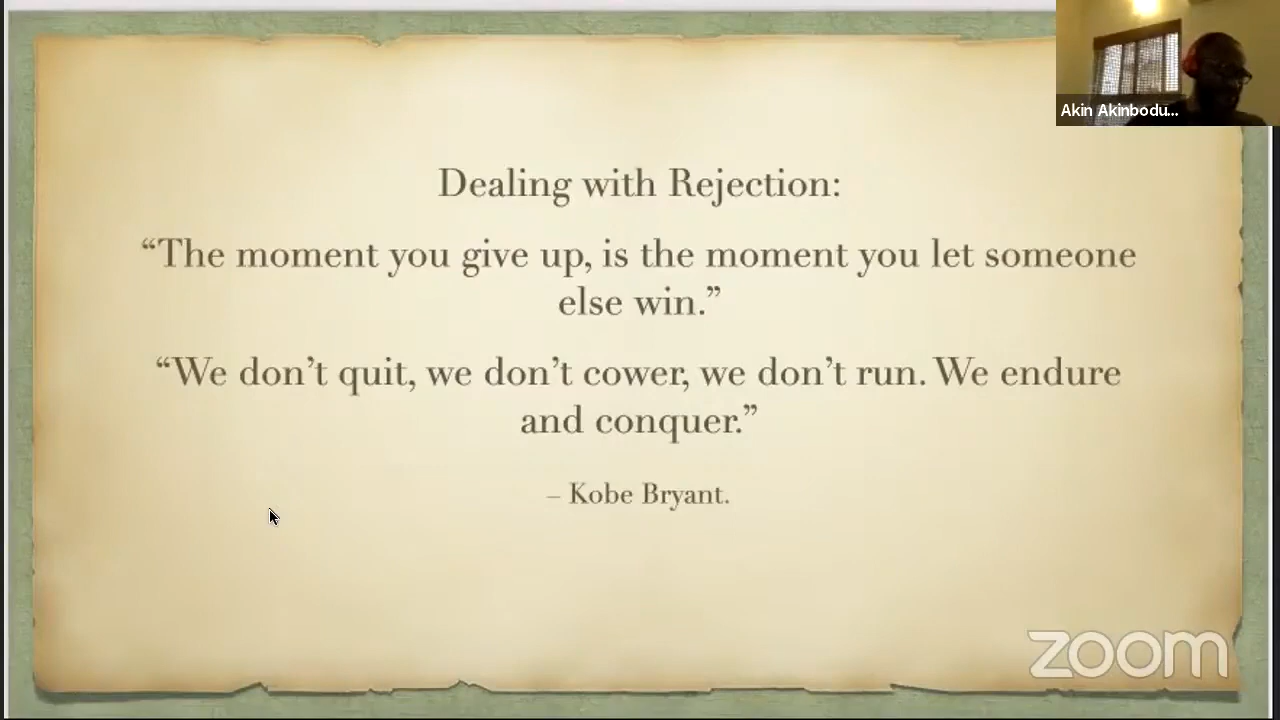 Akin Akinbodu...
Dealing with Rejection:
“The moment you give up, is the moment you let someone
else win.”
“We don’t quit, we don’t cower, we don’t run. We endure
and conquer.”
– Kobe Bryant.
zoom